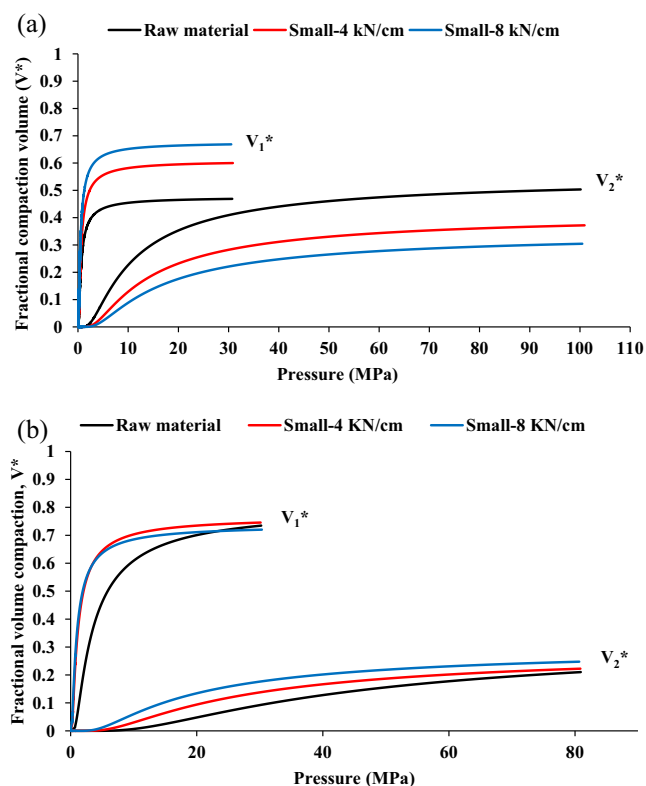 (a)
Raw material Small-4 kN/cm Small-8 kN/cm
Fractional compaction volume (V*)
1
0.9
0.8
0.7
0.6
0.5
0.4
0.3
0.2
0.1
0
V₁*
V₂*
0 10 20 30 40 50 60 70 80 90 100 110
Pressure (MPa)
(b)
Raw material Small-4 KN/cm Small-8 KN/cm
Fractional volume compaction, V*
1
0.9
0.8
0.7
0.6
0.5
0.4
0.3
0.2
0.1
0
V₁*
V₂*
0 20 40 60 80
Pressure (MPa)